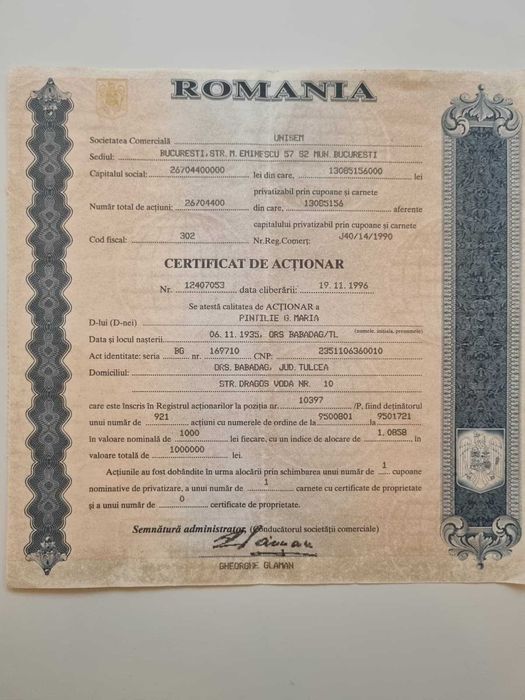 ROMANIA
Societatea Comercială UNISEM
Sediul: BUCURESTI, STR. M. EMINESCU 57 S2 MUN. BUCURESTI
Capitalul social: 26704400000 lei din care, 13085156000 lei
privatizabil prin cupoane şi carnete
Număr total de acţiuni: 26704400 din care, 13085156 aferente
capitalului privatizabil prin cupoane şi carnete
Cod fiscal: 302 Nr.Reg.Comerţ: J40/14/1990
CERTIFICAT DE ACŢIONAR
Nr. 12407053 data eliberării: 19.11.1996
Se atestă calitatea de ACŢIONAR a
D-lui (D-nei) PINTILIE G. MARIA
(numele, iniţiala, prenumele)
Data şi locul naşterii 06.11.1935, ORS BABADAG/TL
Act identitate: seria BG nr. 169710 CNP: 2351106360010
Domiciliul: ORS. BABADAG, JUD. TULCEA
STR. DRAGOS VODA NR. 10
care este înscris în Registrul acţionarilor la poziţia nr. 10397 /P, fiind deţinătorul
unui număr de 921 acţiuni cu numerele de ordine de la 9500801 la 9501721
în valoare nominală de 1000 lei fiecare, cu un indice de alocare de 1.0858 în
valoare totală de 1000000 lei.
Acţiunile au fost dobândite în urma alocării prin schimbarea unui număr de 1 cupoane
nominative de privatizare, a unui număr de 1 carnete cu certificate de proprietate
şi a unui număr de 0 certificate de proprietate.
Semnătură administrator, (Conducătorul societăţii comerciale)
GHEORGHE GLAMAN